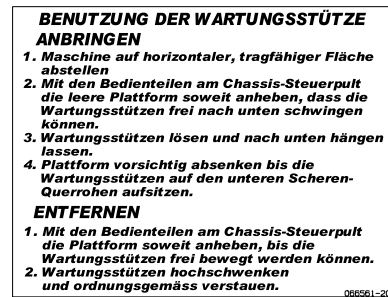 BENUTZUNG DER WARTUNGSSTÜTZE
ANBRINGEN
1. Maschine auf horizontaler, tragfähiger Fläche
abstellen
2. Mit den Bedienteilen am Chassis-Steuerpult
die leere Plattform soweit anheben, dass die
Wartungsstützen frei nach unten schwingen
können.
3. Wartungsstützen lösen und nach unten hängen
lassen.
4. Plattform vorsichtig absenken bis die
Wartungsstützen auf den unteren Scheren-
Querrohen aufsitzen.
ENTFERNEN
1. Mit den Bedienteilen am Chassis-Steuerpult
die Plattform soweit anheben, bis die
Wartungsstützen frei bewegt werden können.
2. Wartungsstützen hochschwenken
und ordnungsgemäss verstauen.
066561-20